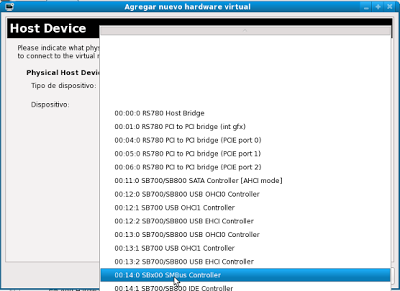 Agregar nuevo hardware virtual
Host Device
Please indicate what phys
to connect to the virtual m
Physical Host Devic
Tipo de dispositivo:
Dispositivo:
00:00:0 RS780 Host Bridge
00:01:0 RS780 PCI to PCI bridge (int gfx)
00:04:0 RS780 PCI to PCI bridge (PCIE port 0)
00:05:0 RS780 PCI to PCI bridge (PCIE port 1)
00:06:0 RS780 PCI to PCI bridge (PCIE port 2)
00:11:0 SB700/SB800 SATA Controller [AHCI mode]
00:12:0 SB700/SB800 USB OHCI0 Controller
00:12:1 SB700 USB OHCI1 Controller
00:12:2 SB700/SB800 USB EHCI Controller
00:13:0 SB700/SB800 USB OHCI0 Controller
00:13:1 SB700 USB OHCI1 Controller
00:13:2 SB700/SB800 USB EHCI Controller
00:14:0 SBx00 SMBus Controller
00:14:1 SB700/SB800 IDE Controller